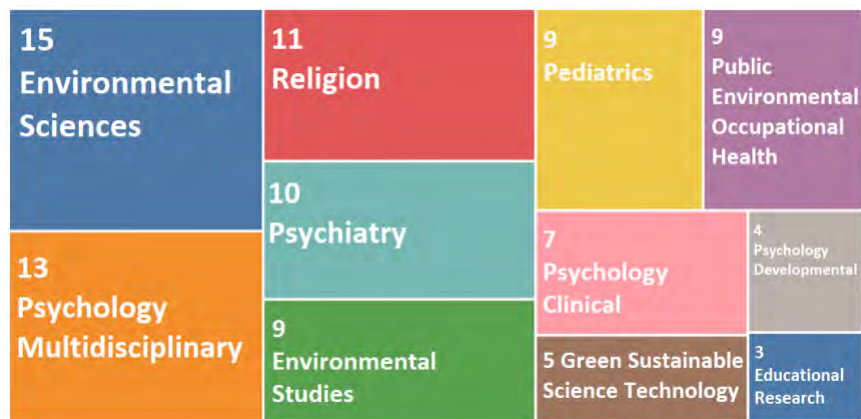 15
Environmental
Sciences
13
Psychology
Multidisciplinary
11
Religion
10
Psychiatry
9
Environmental
Studies
9
Pediatrics
9
Public
Environmental
Occupational
Health
7
Psychology
Clinical
4
Psychology
Developmental
5 Green Sustainable
Science Technology
3
Educational
Research